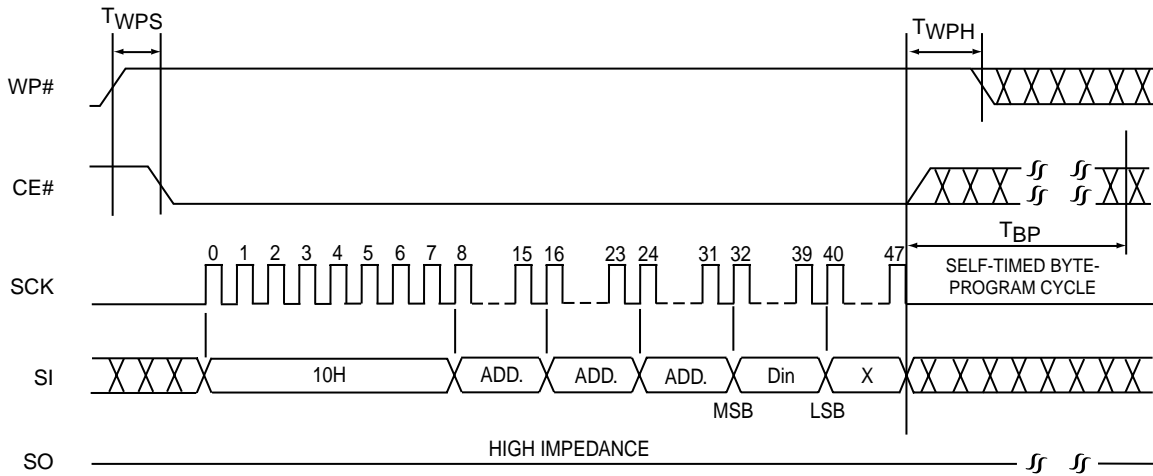 TWPS
TWPH
WP#
CE#
TBP
0 1 2 3 4 5 6 7 8 15 16 23 24 31 32 39 40 47
SCK
SELF-TIMED BYTE-
PROGRAM CYCLE
SI
10H ADD. ADD. ADD. Din X
MSB LSB
HIGH IMPEDANCE
SO